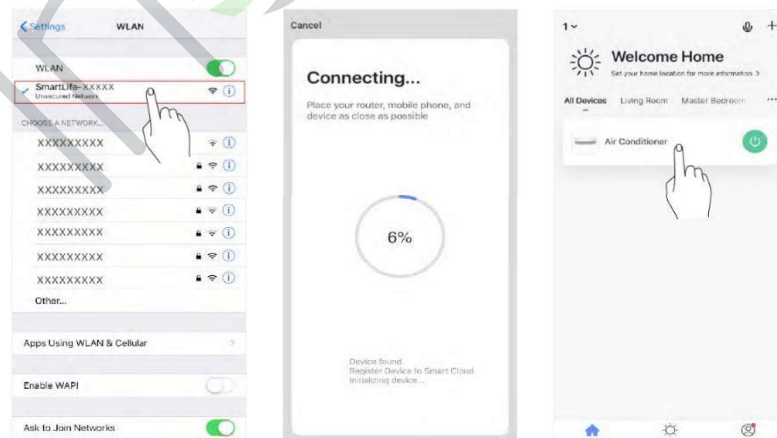 Settings
WLAN
WLAN
SmartLife-XXXXX
Unsecured Network
CHOOSE A NETWORK...
XXXXXXXXX
XXXXXXXXX
XXXXXXXXX
XXXXXXXXX
XXXXXXXXX
XXXXXXXXX
XXXXXXXXX
Other...
Apps Using WLAN & Cellular
Enable WAPI
Ask to Join Networks
Cancel
Connecting...
Place your router, mobile phone, and
device as close as possible
6%
Device found
Register Device to Smart Cloud
Initializing device...
1
Welcome Home
Set your home location for more information >
All Devices Living Room Master Bedroom ...
Air Conditioner